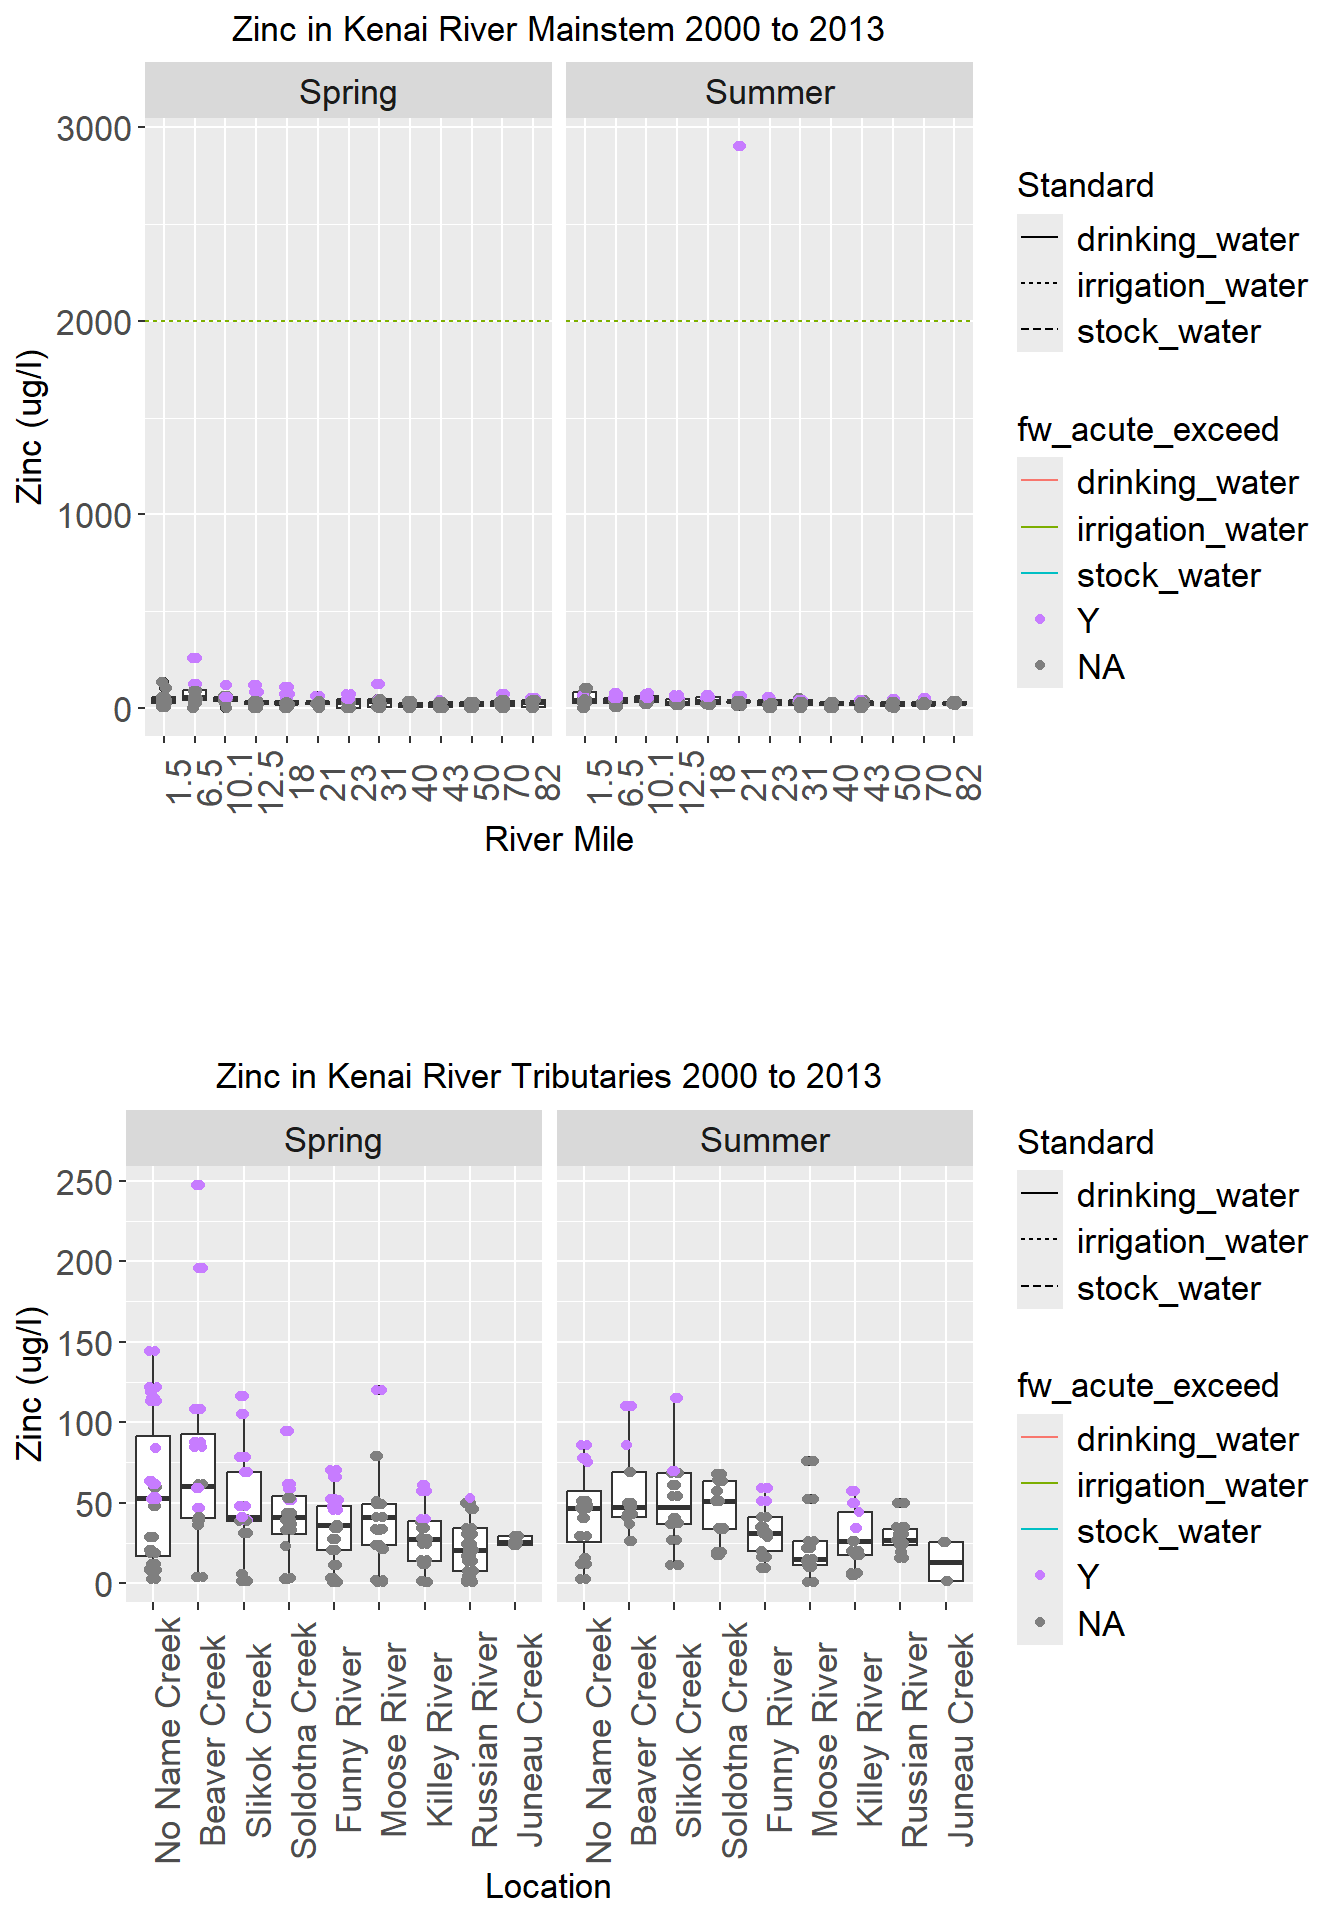 Zinc in Kenai River Mainstem 2000 to 2013
Spring
Summer
3000
2000
1000
0
Zinc (ug/l)
1.5
6.5
10.1
12.5
18
21
23
31
40
43
50
70
82
1.5
6.5
10.1
12.5
18
21
23
31
40
43
50
70
82
River Mile
Standard
drinking_water
irrigation_water
stock_water
fw_acute_exceed
drinking_water
irrigation_water
stock_water
Y
NA
Zinc in Kenai River Tributaries 2000 to 2013
Spring
Summer
250
200
150
100
50
0
Zinc (ug/l)
No Name Creek
Beaver Creek
Slikok Creek
Soldotna Creek
Funny River
Moose River
Killey River
Russian River
Juneau Creek
No Name Creek
Beaver Creek
Slikok Creek
Soldotna Creek
Funny River
Moose River
Killey River
Russian River
Juneau Creek
Location
Standard
drinking_water
irrigation_water
stock_water
fw_acute_exceed
drinking_water
irrigation_water
stock_water
Y
NA